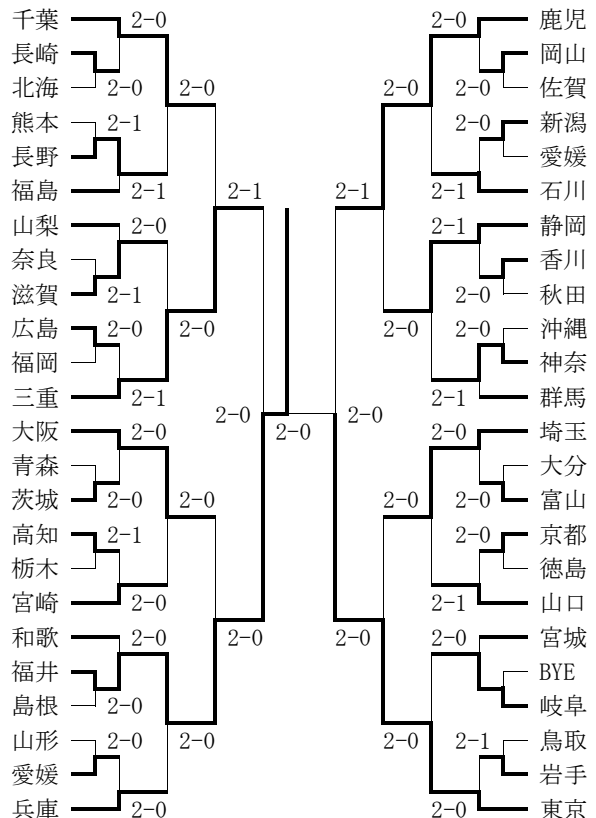 千葉 2-0 2-0 鹿児
長崎 岡山
北海 2-0 2-0 2-0 2-0 佐賀
熊本 2-1 2-0 新潟
長野 愛媛
福島 2-1 2-1 2-1 2-1 石川
山梨 2-0 2-1 静岡
奈良 香川
滋賀 2-1 2-0 秋田
広島 2-0 2-0 2-0 沖縄
福岡 神奈
三重 2-1 2-1 群馬
大阪 2-0 2-0 2-0 2-0 2-0 埼玉
青森 大分
茨城 2-0 2-0 2-0 2-0 富山
高知 2-1 2-0 京都
栃木 徳島
宮崎 2-0 2-1 山口
和歌 2-0 2-0 2-0 2-0 宮城
福井 BYE
島根 2-0 岐阜
山形 2-0 2-0 2-0 2-1 鳥取
愛媛 岩手
兵庫 2-0 2-0 東京